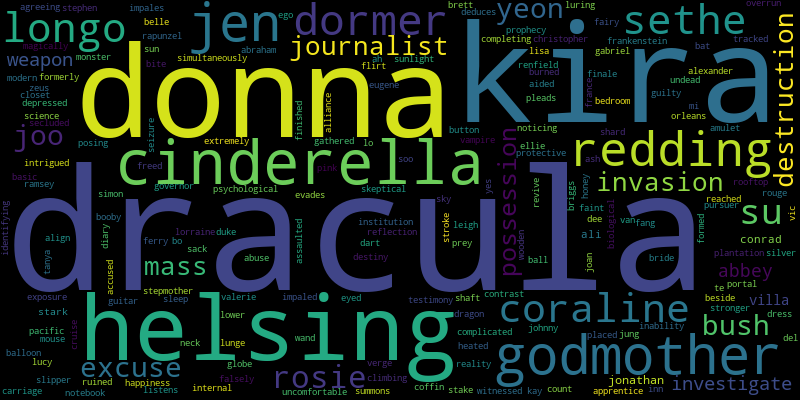 agreeing stephen impales brett luring overrun
longo jen ego dormer yeon fairy sethe
belle rapunzel deduces prophecy christopher frankenstein
magically sun abraham journalist completing lisa gabriel bat tracked
weapon monster simultaneously ah sunlight renfield finale alexander
modern formerly bite flirt eugene burned aided undead guilty
zeus closet depressed donna kira pleads bedroom mi orleans
science secluded posing seizure finished alliance button noticing france amulet destruction
joo extremely gathered lo vampire ellie shard
intrigued cinderella redding
basic freed psychological pink soo skeptical protective ash rooftop
ramsey simon governor evades yes revive briggs honey invasion reached rouge
identifying booby lorraine duke institution sky leigh possession faint dee van fang pursuer su vic
tanya align diary ferry bo reflection stroke prey wooden ball ali biological formed conrad
dracula
accused mass sack abuse assaulted dart destiny joan bride abbey plantation silver
stepmother te portal
exposure guitar sleep valerie impaled eyed testimony shaft contrast villa beside stronger dress
stark helsing lower dragon coraline
pacific mouse cruise neck lunge wand complicated johnny placed jung inability bush del
balloon globe verge heated reality godmother
lucy excuse happiness falsely climbing
slipper ruined rosie coffin stake witnessed kay count jonathan inn investigate
carriage notebook listens internal uncomfortable summons apprentice